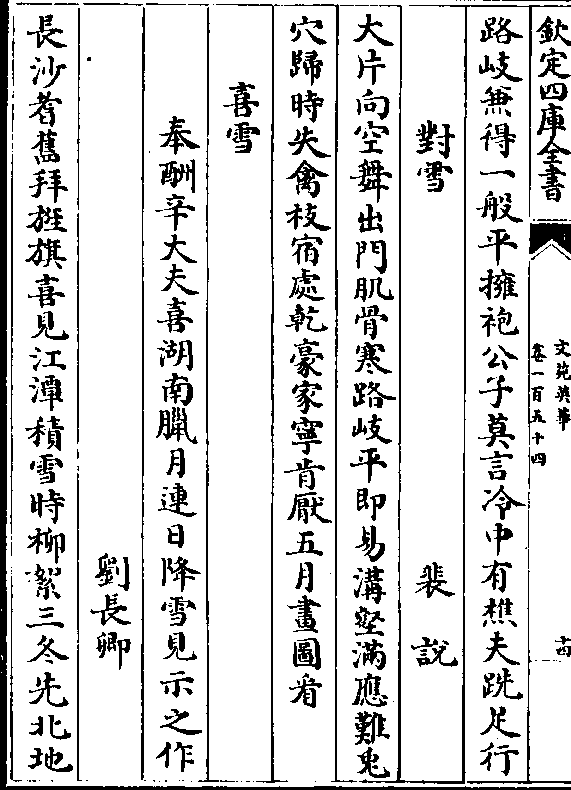 欽定四庫全書
文苑英華
卷一百五十四
十四
路岐兼得一般平擁袍公子莫言冷中有樵夫跣足行
對雪 裴說
大片向空舞出門肌骨寒路岐平即易溝壑滿應難兎
穴歸時失禽枝宿處乾豪家寧肯厭五月畫圖看
喜雪
奉酬辛大夫喜湖南臘月連日降雪見示之作
劉長卿
長沙耆舊拜旌旗喜見江潭積雪時柳絮三冬先北地